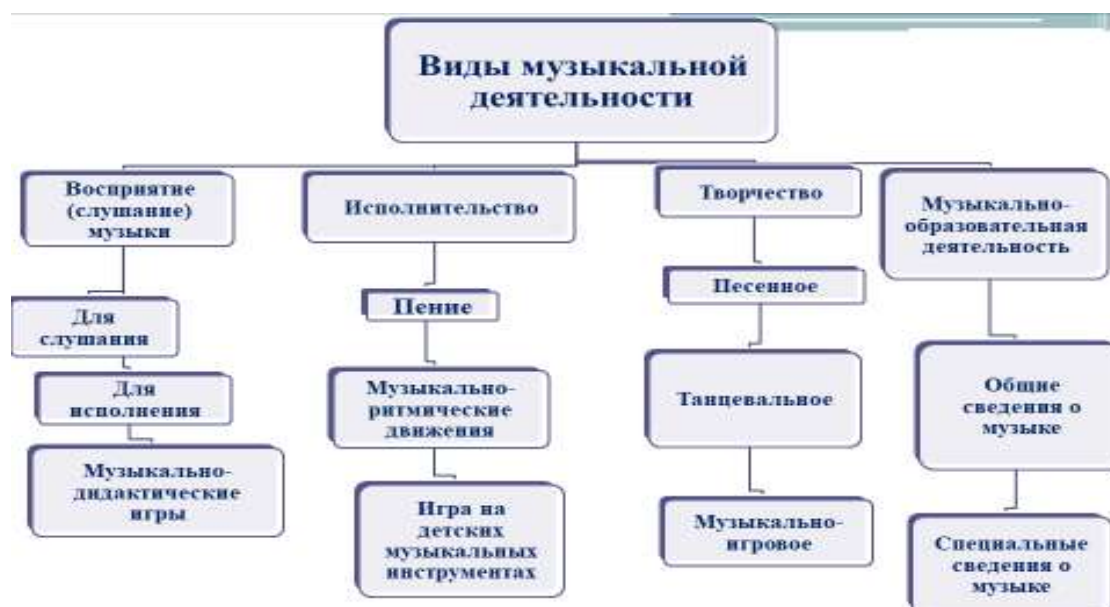 Виды музыкальной
деятельности
Восприятие
(слушание)
музыки
Для
слушания
Для
исполнения
Музыкально-
дидактические
игры
Исполнительство
Пение
Музыкально-
ритмические
движения
Игра на
детских
музыкальных
инструментах
Творчество
Песенное
Танцевальное
Музыкально-
игровое
Музыкально-
образовательная
деятельность
Общие
сведения о
музыке
Специальные
сведения о
музыке